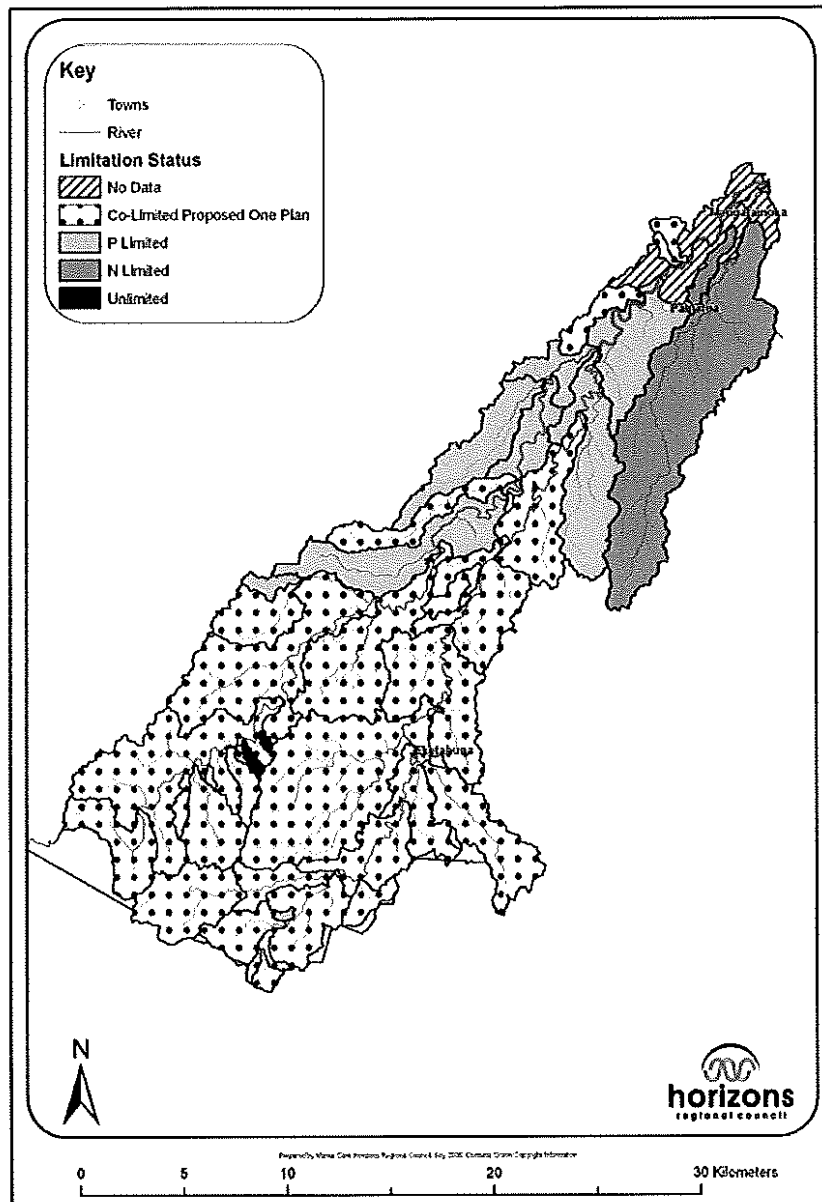 Key
Towns
River
Limitation Status
No Data
Co-Limited Proposed One Plan
P Limited
N Limited
Unlimited
N
horizons
regional council
0 5 10 20 30 Kilometers